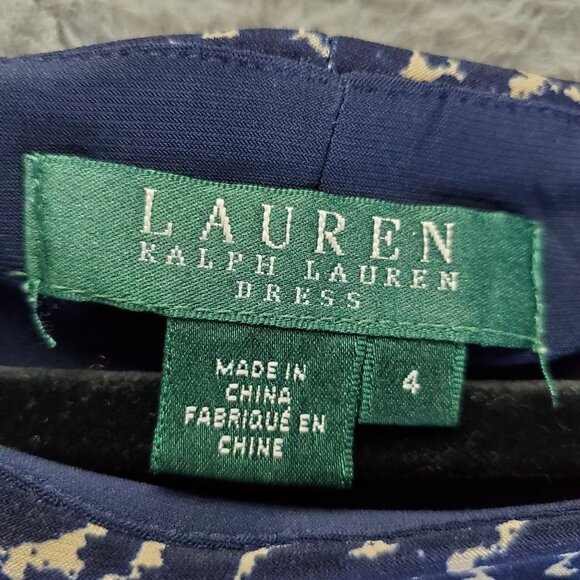 LAUREN
RALPH LAUREN
DRESS
MADE IN
CHINA
FABRIQUÉ EN
CHINE
4